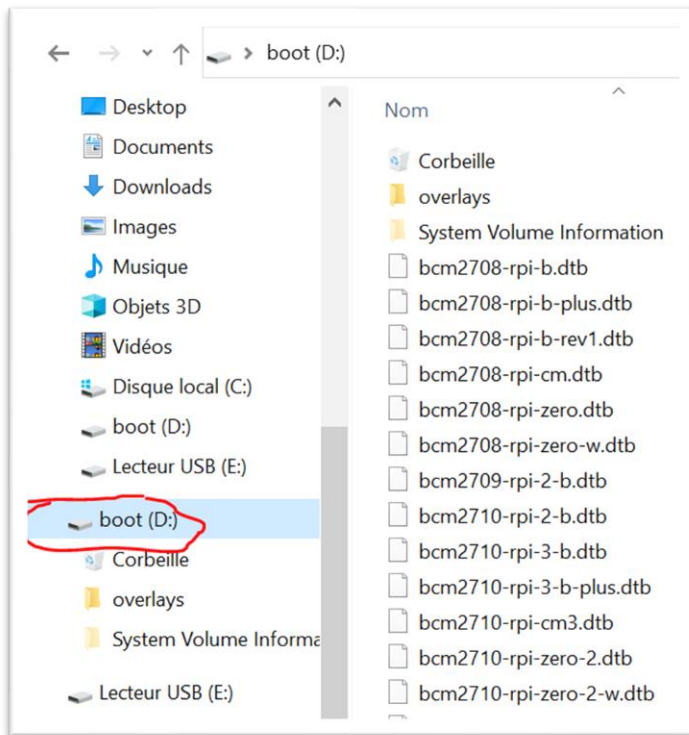 boot (D:)
Desktop
Documents
Downloads
Images
Musique
Objets 3D
Vidéos
Disque local (C:)
boot (D:)
Lecteur USB (E:)
boot (D:)
Corbeille
overlays
System Volume Informa
Lecteur USB (E:)
Nom
Corbeille
overlays
System Volume Information
bcm2708-rpi-b.dtb
bcm2708-rpi-b-plus.dtb
bcm2708-rpi-b-rev1.dtb
bcm2708-rpi-cm.dtb
bcm2708-rpi-zero.dtb
bcm2708-rpi-zero-w.dtb
bcm2709-rpi-2-b.dtb
bcm2710-rpi-2-b.dtb
bcm2710-rpi-3-b.dtb
bcm2710-rpi-3-b-plus.dtb
bcm2710-rpi-cm3.dtb
bcm2710-rpi-zero-2.dtb
bcm2710-rpi-zero-2-w.dtb